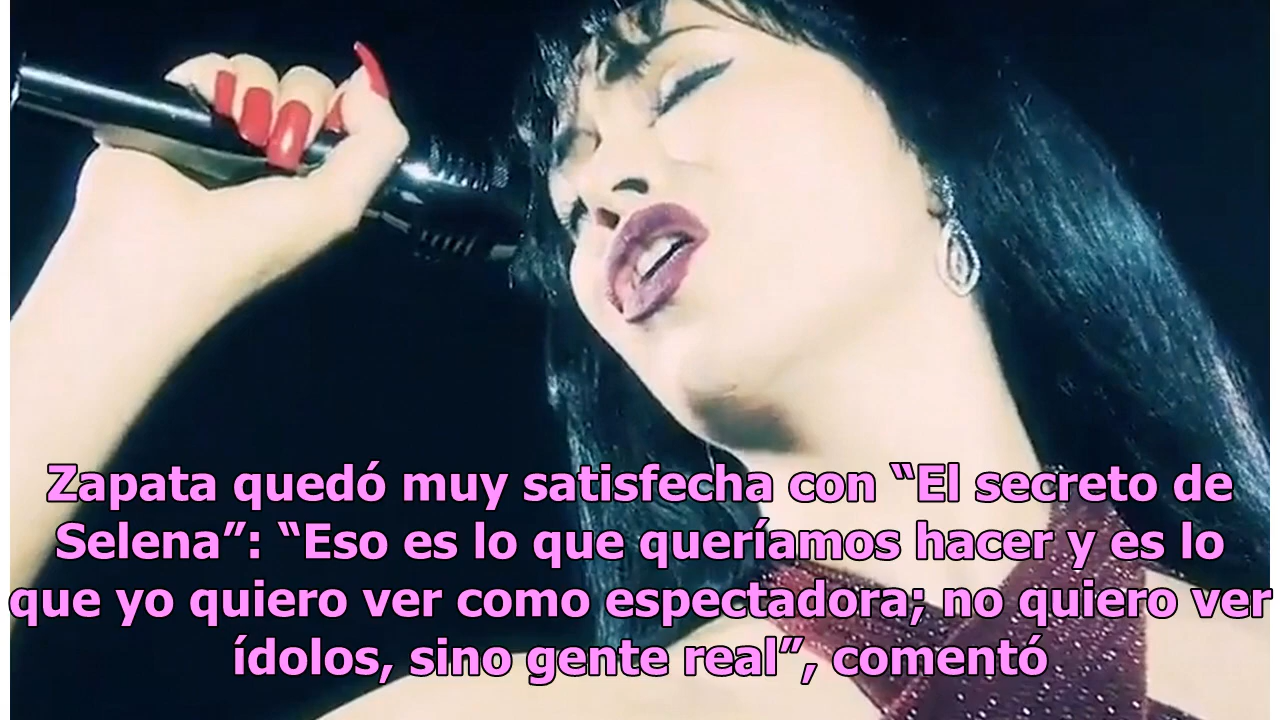 Zapata quedó muy satisfecha con “El secreto de
Selena”: “Eso es lo que queríamos hacer y es lo
que yo quiero ver como espectadora; no quiero ver
ídolos, sino gente real”, comentó